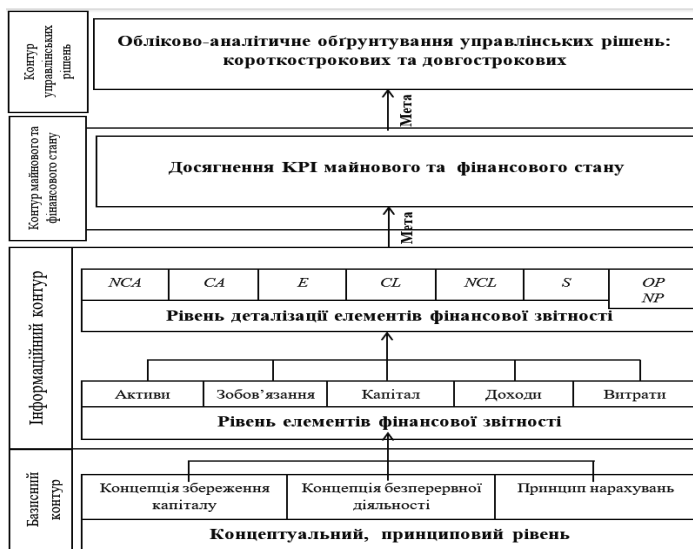 Контур
управлінських
рішень
Обліково-аналітичне обґрунтування управлінських рішень:
короткострокових та довгострокових
Мета
Контур майнового та
фінансового стану
Досягнення KPI майнового та фінансового стану
Мета
Інформаційний контур
NCA CA E CL NCL S OP
NP
Рівень деталізації елементів фінансової звітності
Активи Зобов’язання Капітал Доходи Витрати
Рівень елементів фінансової звітності
Базисний
контур
Концепція збереження
капіталу
Концепція безперервної
діяльності
Принцип нарахувань
Концептуальний, принциповий рівень